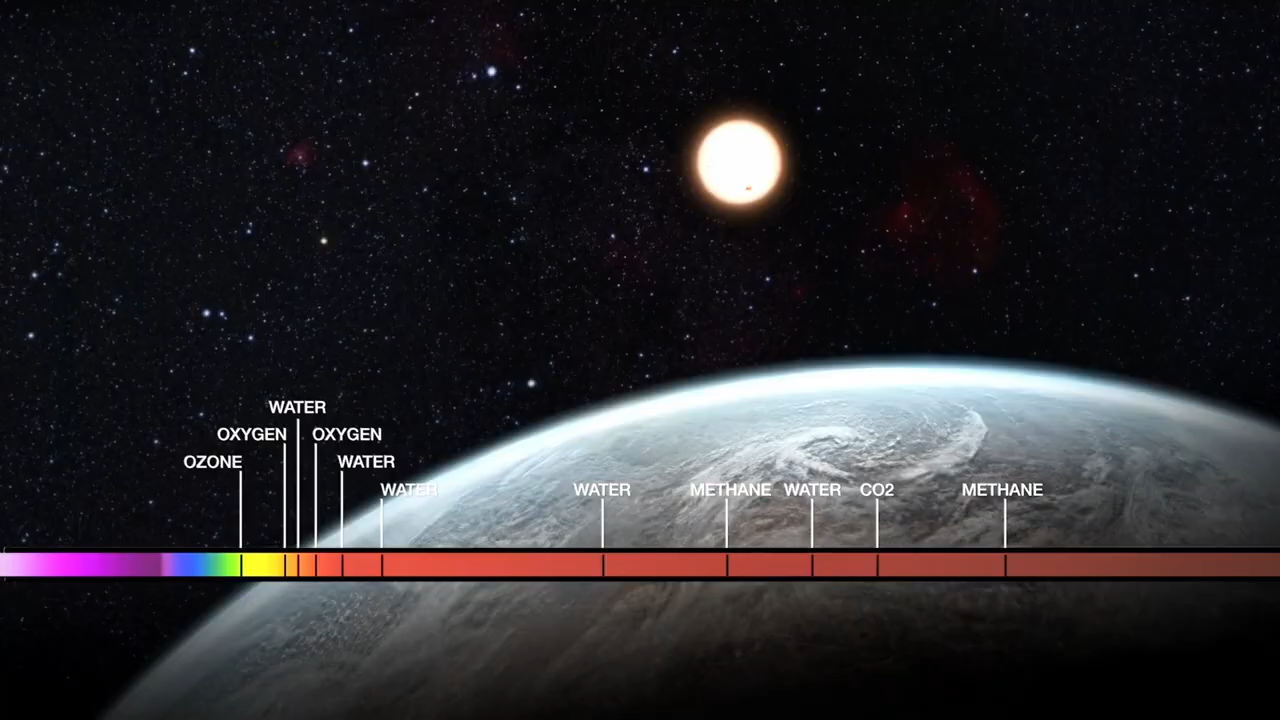 WATER
OXYGEN OXYGEN
OZONE WATER
WATER WATER METHANE WATER CO2 METHANE